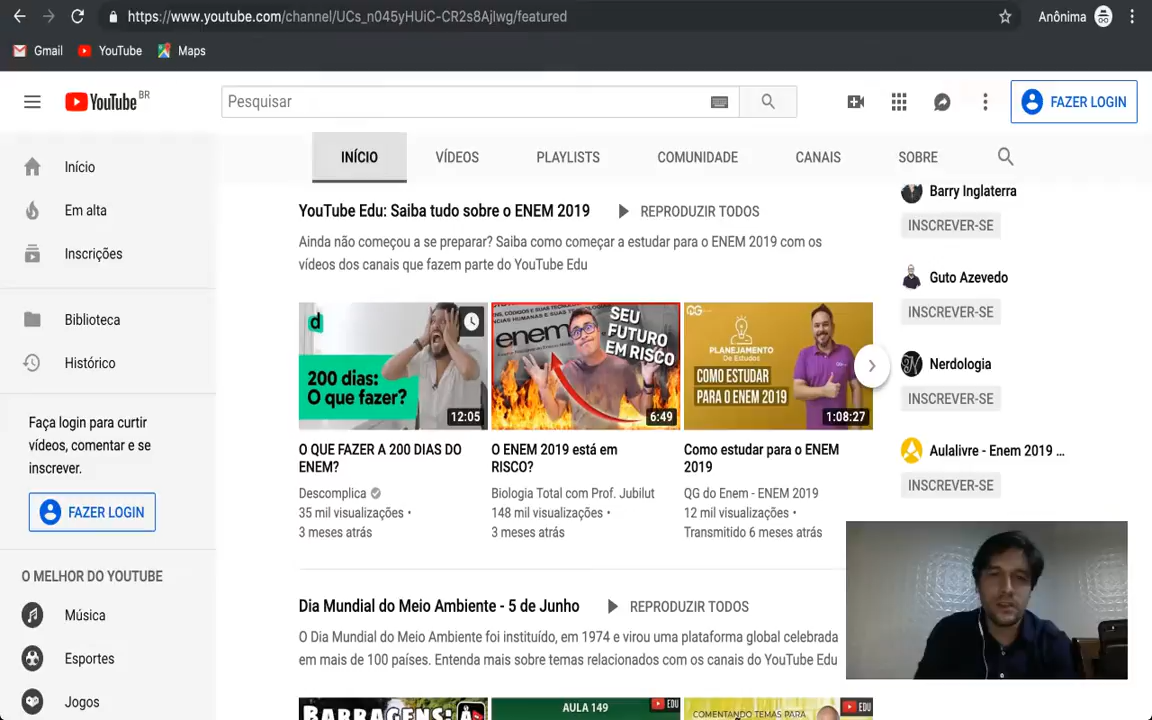 https://www.youtube.com/channel/UCs_n045yHUiC-CR2s8Ajlwg/featured
Anônima
Gmail
YouTube
Maps
YouTube BR
Pesquisar
FAZER LOGIN
Início
Em alta
Inscrições
Biblioteca
Histórico
Faça login para curtir
vídeos, comentar e se
inscrever.
FAZER LOGIN
O MELHOR DO YOUTUBE
Música
Esportes
Jogos
INÍCIO
VÍDEOS
PLAYLISTS
COMUNIDADE
CANAIS
SOBRE
YouTube Edu: Saiba tudo sobre o ENEM 2019
REPRODUZIR TODOS
Ainda não começou a se preparar? Saiba como começar a estudar para o ENEM 2019 com os
vídeos dos canais que fazem parte do YouTube Edu
d
200 dias:
O que fazer?
12:05
enem
SEU
FUTURO
EM RISCO?
6:49
QG
PLANEJAMENTO
De Estudos
COMO ESTUDAR
PARA O ENEM 2019
1:08:27
O QUE FAZER A 200 DIAS DO
ENEM?
Descomplica
35 mil visualizações •
3 meses atrás
O ENEM 2019 está em
RISCO?
Biologia Total com Prof. Jubilut
148 mil visualizações •
3 meses atrás
Como estudar para o ENEM
2019
QG do Enem - ENEM 2019
12 mil visualizações •
Transmitido 6 meses atrás
Dia Mundial do Meio Ambiente - 5 de Junho
REPRODUZIR TODOS
O Dia Mundial do Meio Ambiente foi instituído, em 1974 e virou uma plataforma global celebrada
em mais de 100 países. Entenda mais sobre temas relacionados com os canais do YouTube Edu
BARRAGENS: A
AULA 149
EDU
COMENTANDO TEMAS PARA
EDU
Barry Inglaterra
INSCREVER-SE
Guto Azevedo
INSCREVER-SE
Nerdologia
INSCREVER-SE
Aulalivre - Enem 2019 ...
INSCREVER-SE